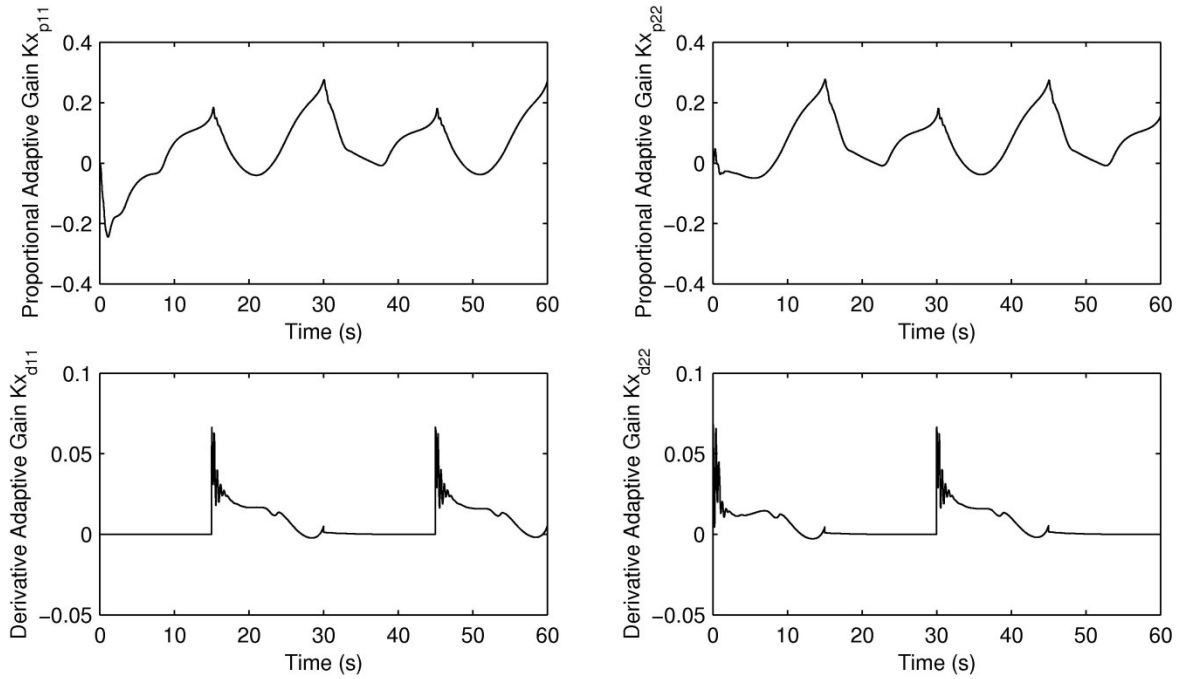 Proportional Adaptive Gain Kx_p11
0.4
0.2
0
−0.2
−0.4
0 10 20 30 40 50 60
Time (s)
Proportional Adaptive Gain Kx_p22
0.4
0.2
0
−0.2
−0.4
0 10 20 30 40 50 60
Time (s)
Derivative Adaptive Gain Kx_d11
0.1
0.05
0
−0.05
0 10 20 30 40 50 60
Time (s)
Derivative Adaptive Gain Kx_d22
0.1
0.05
0
−0.05
0 10 20 30 40 50 60
Time (s)